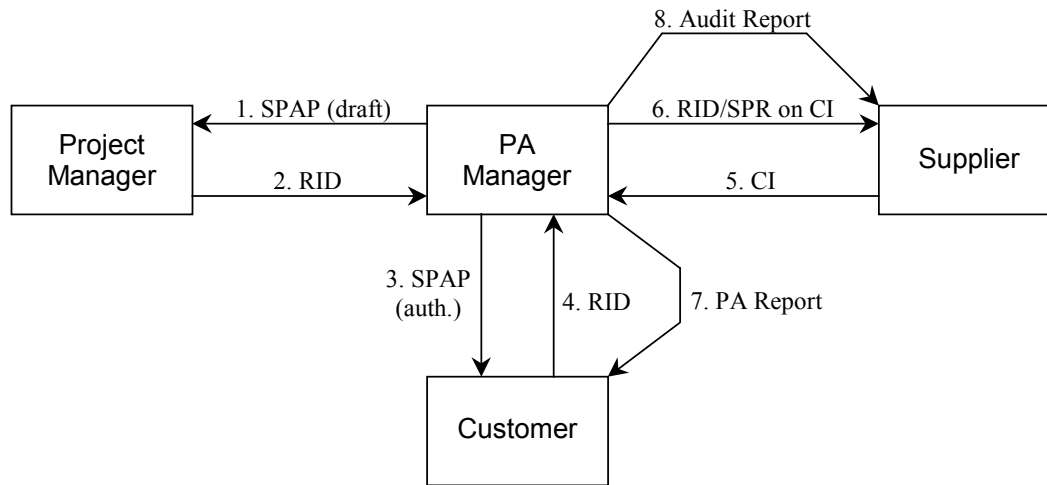 8. Audit Report
1. SPAP (draft)
6. RID/SPR on CI
Project
Manager
PA
Manager
Supplier
2. RID
5. CI
3. SPAP
(auth.)
4. RID
7. PA Report
Customer